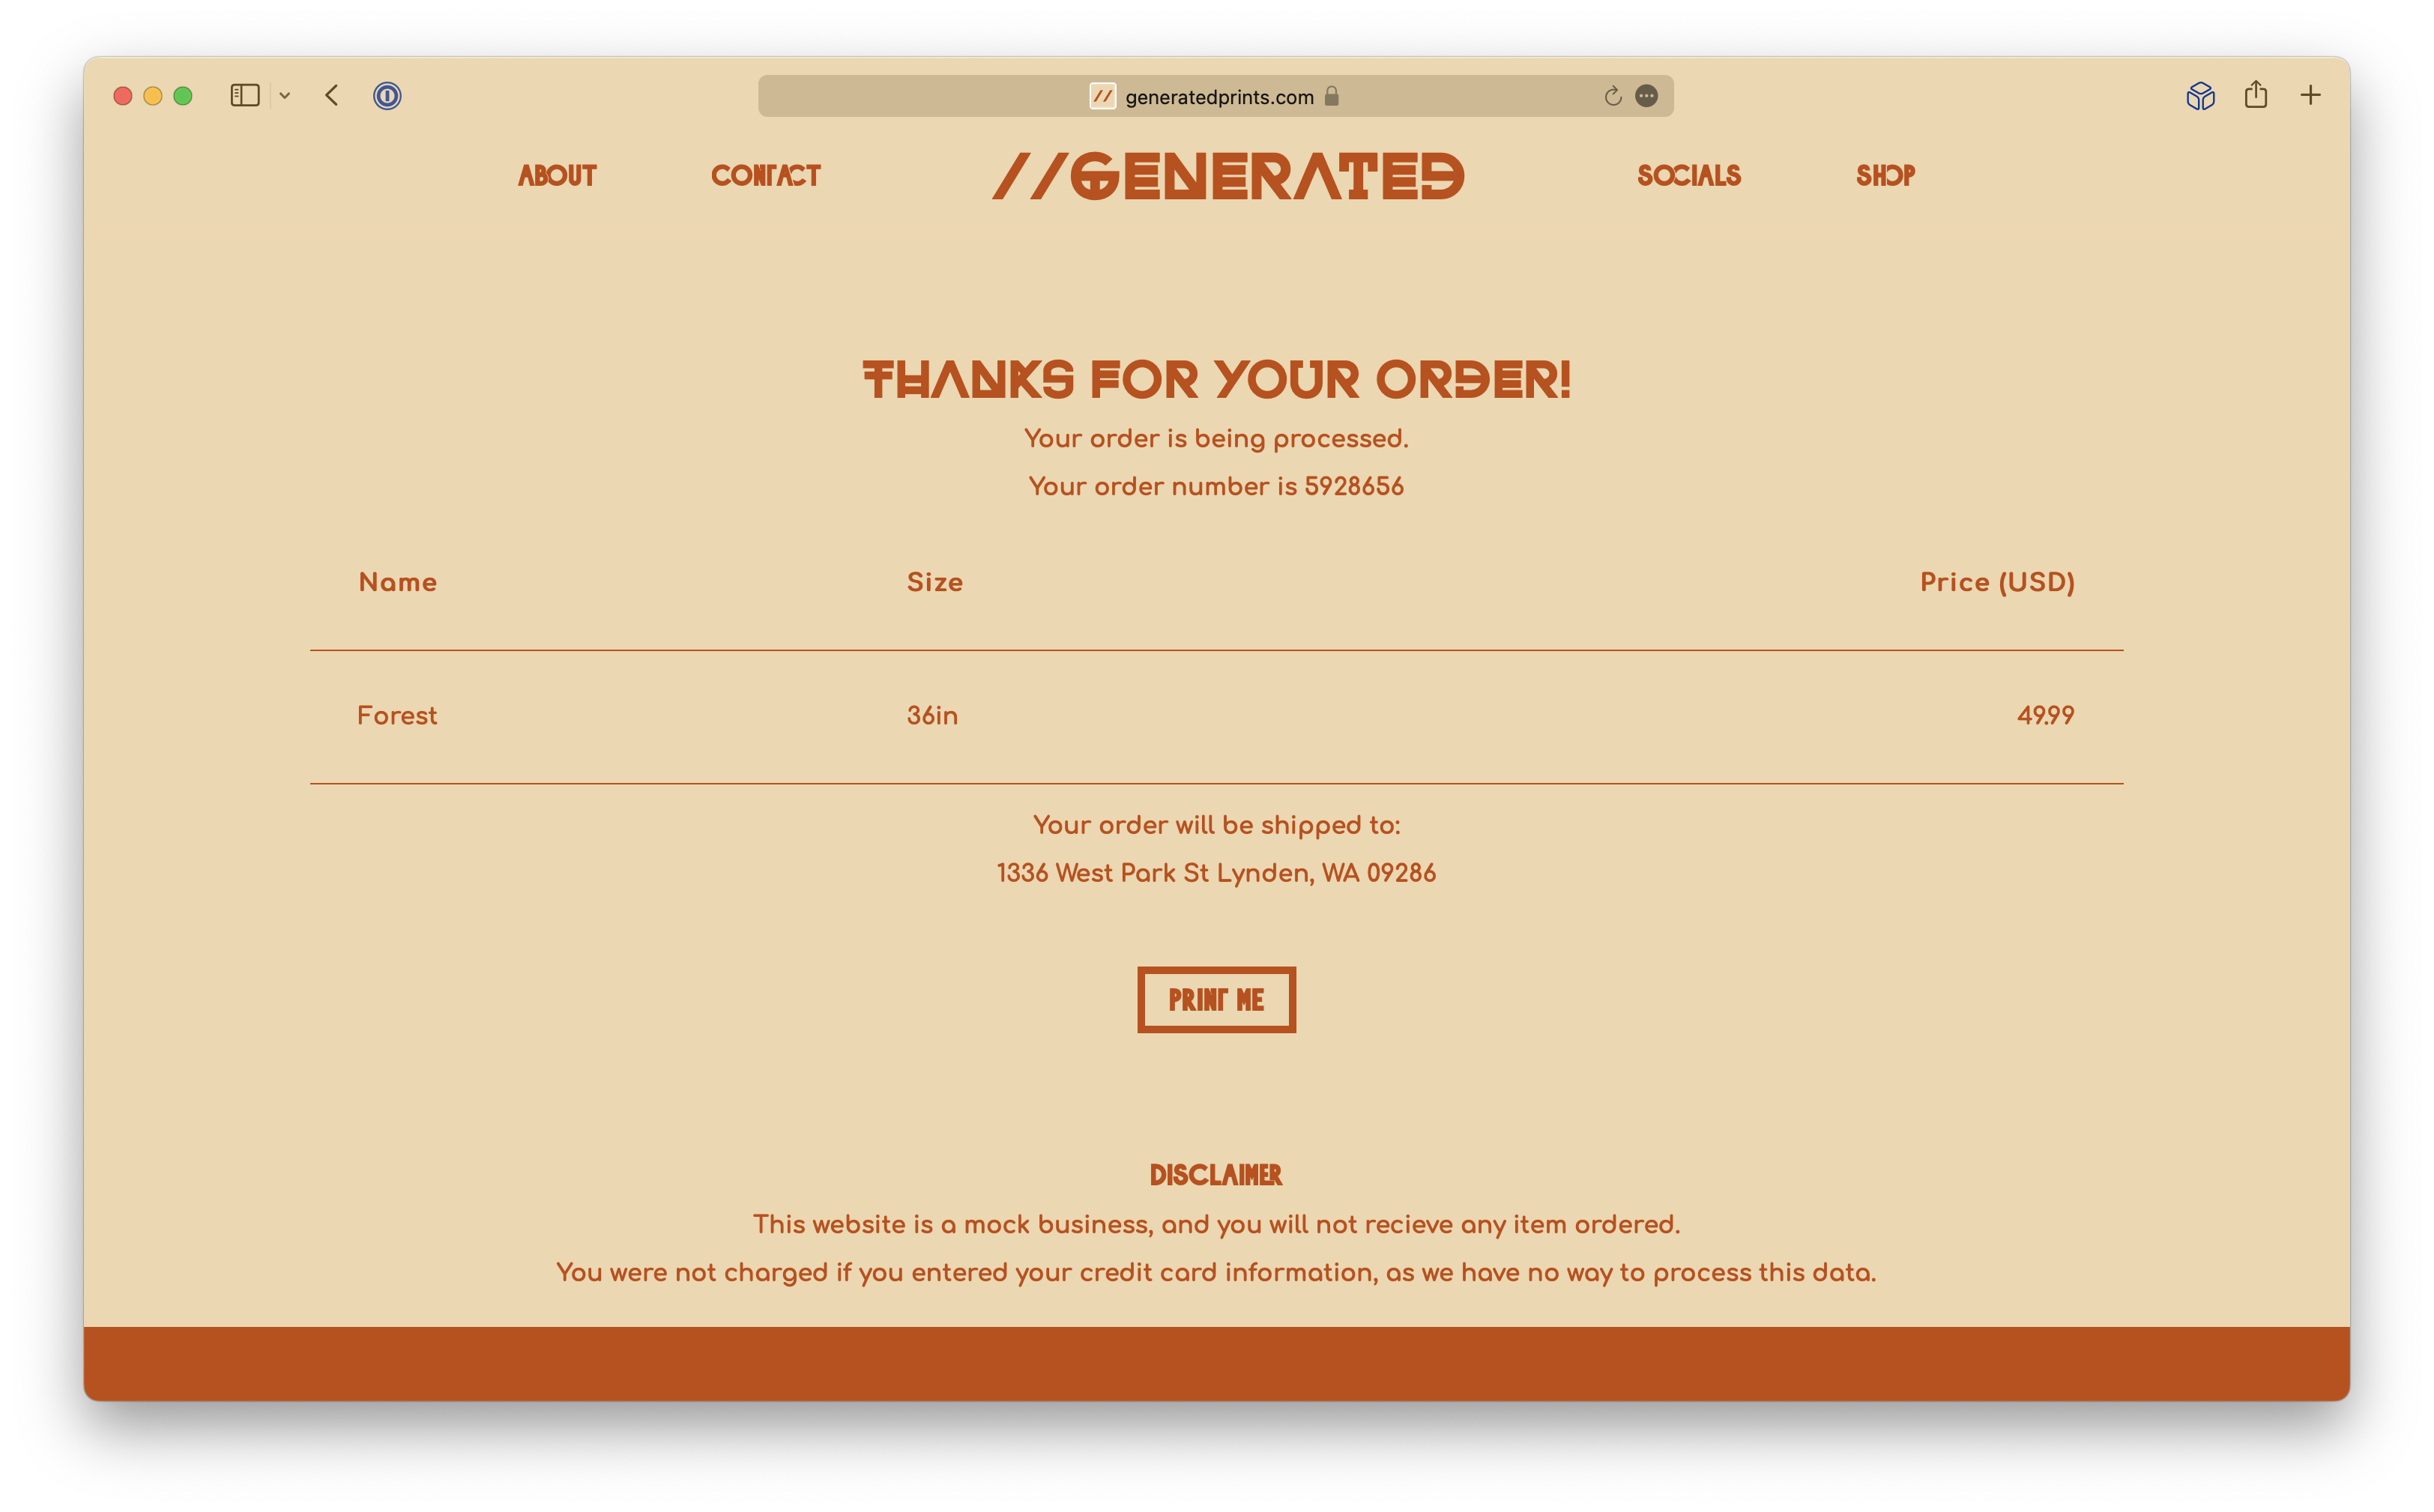 generatedprints.com
ABOUT CONTACT //GENERATED SOCIALS SHOP
THANKS FOR YOUR ORDER!
Your order is being processed.
Your order number is 5928656
Name Size Price (USD)
Forest 36in 49.99
Your order will be shipped to:
1336 West Park St Lynden, WA 09286
PRINT ME
DISCLAIMER
This website is a mock business, and you will not recieve any item ordered.
You were not charged if you entered your credit card information, as we have no way to process this data.